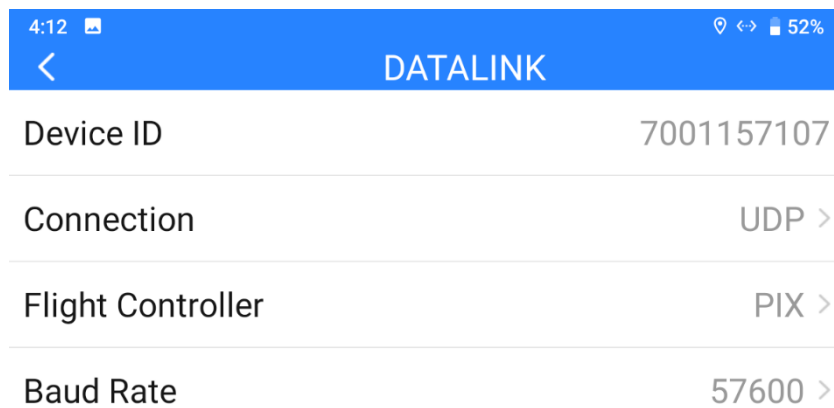 4:12 52%
DATALINK
Device ID 7001157107
Connection UDP
Flight Controller PIX
Baud Rate 57600